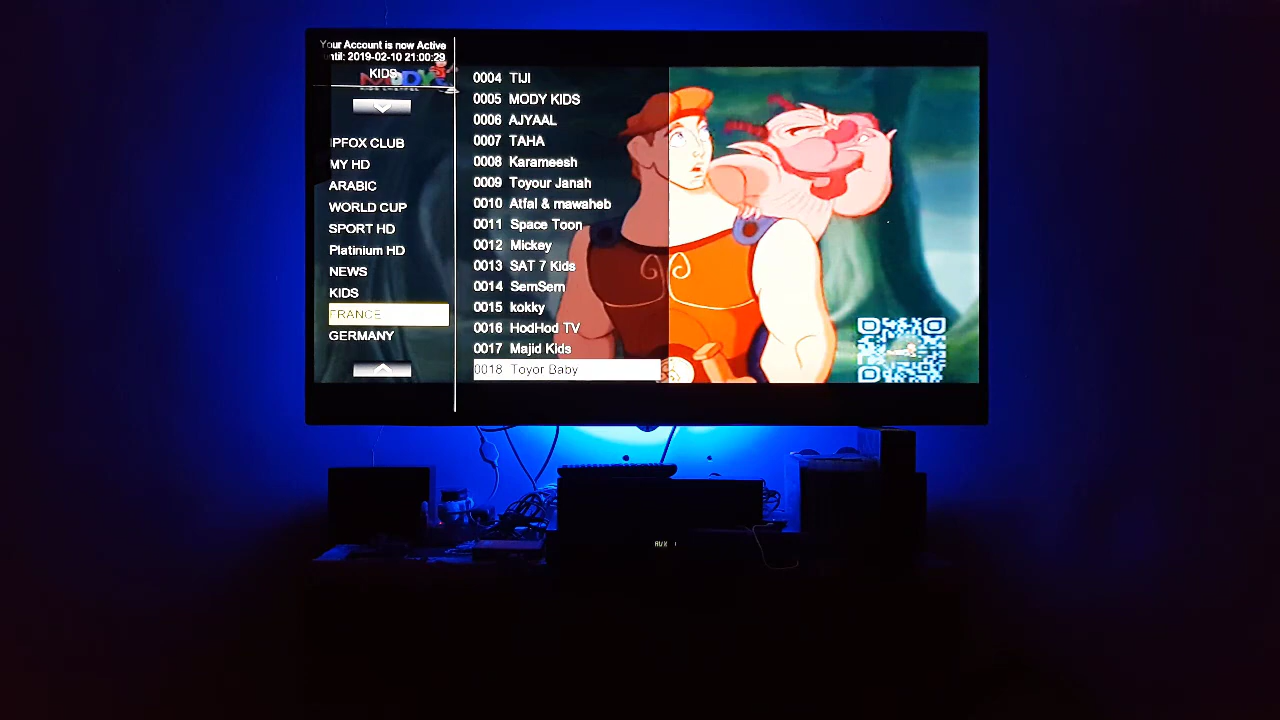 Your Account is now Active
until: 2019-02-10 21:00:29
KIDS
MODY
IPFOX CLUB
MY HD
ARABIC
WORLD CUP
SPORT HD
Platinium HD
NEWS
KIDS
FRANCE
GERMANY
0004 TIJI
0005 MODY KIDS
0006 AJYAAL
0007 TAHA
0008 Karameesh
0009 Toyour Janah
0010 Atfal & mawaheb
0011 Space Toon
0012 Mickey
0013 SAT 7 Kids
0014 SemSem
0015 kokky
0016 HodHod TV
0017 Majid Kids
0018 Toyor Baby
AUX